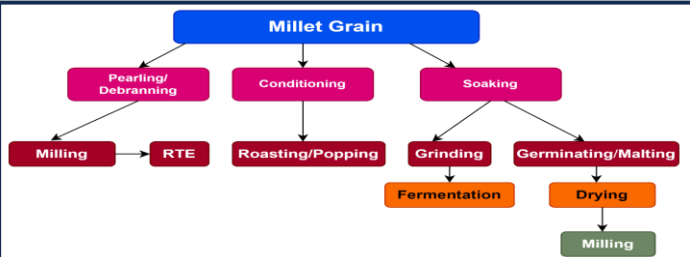 Millet Grain
Pearling/
Debranning
Conditioning
Soaking
Milling
RTE
Roasting/Popping
Grinding
Germinating/Malting
Fermentation
Drying
Milling